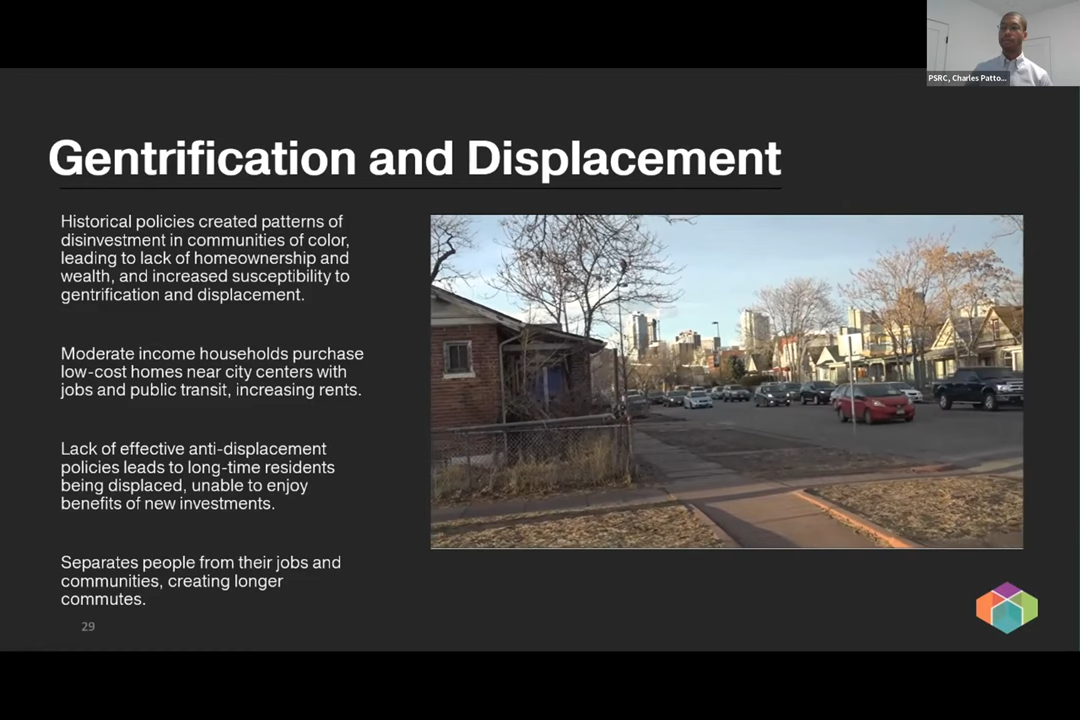 PSRC, Charles Patto...
Gentrification and Displacement
Historical policies created patterns of
disinvestment in communities of color,
leading to lack of homeownership and
wealth, and increased susceptibility to
gentrification and displacement.
Moderate income households purchase
low-cost homes near city centers with
jobs and public transit, increasing rents.
Lack of effective anti-displacement
policies leads to long-time residents
being displaced, unable to enjoy
benefits of new investments.
Separates people from their jobs and
communities, creating longer
commutes.
29